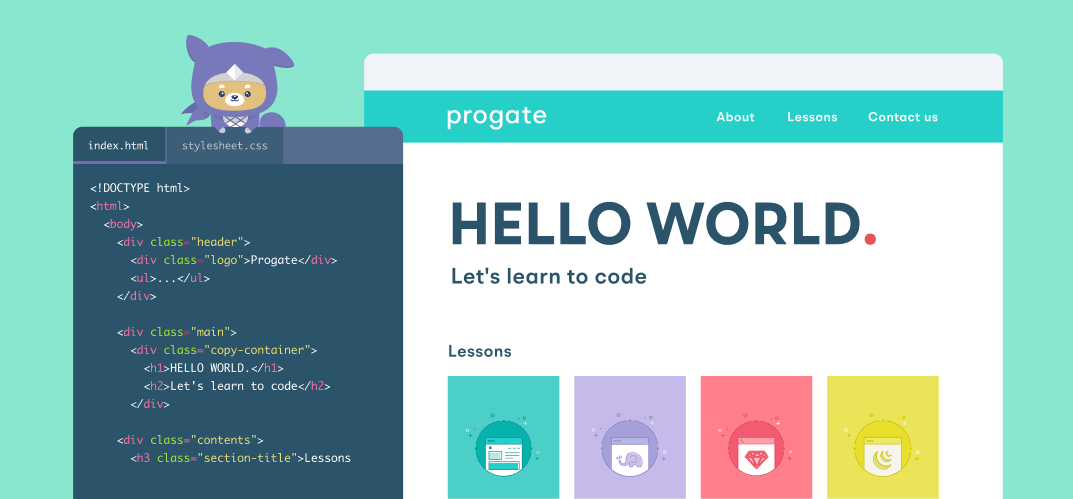 index.html
stylesheet.css
<!DOCTYPE html>
<html>
<body>
<div class="header">
<div class="logo">Progate</div>
<ul>...</ul>
</div>
<div class="main">
<div class="copy-container">
<h1>HELLO WORLD.</h1>
<h2>Let's learn to code</h2>
</div>
<div class="contents">
<h3 class="section-title">Lessons
progate
About
Lessons
Contact us
HELLO WORLD.
Let's learn to code
Lessons